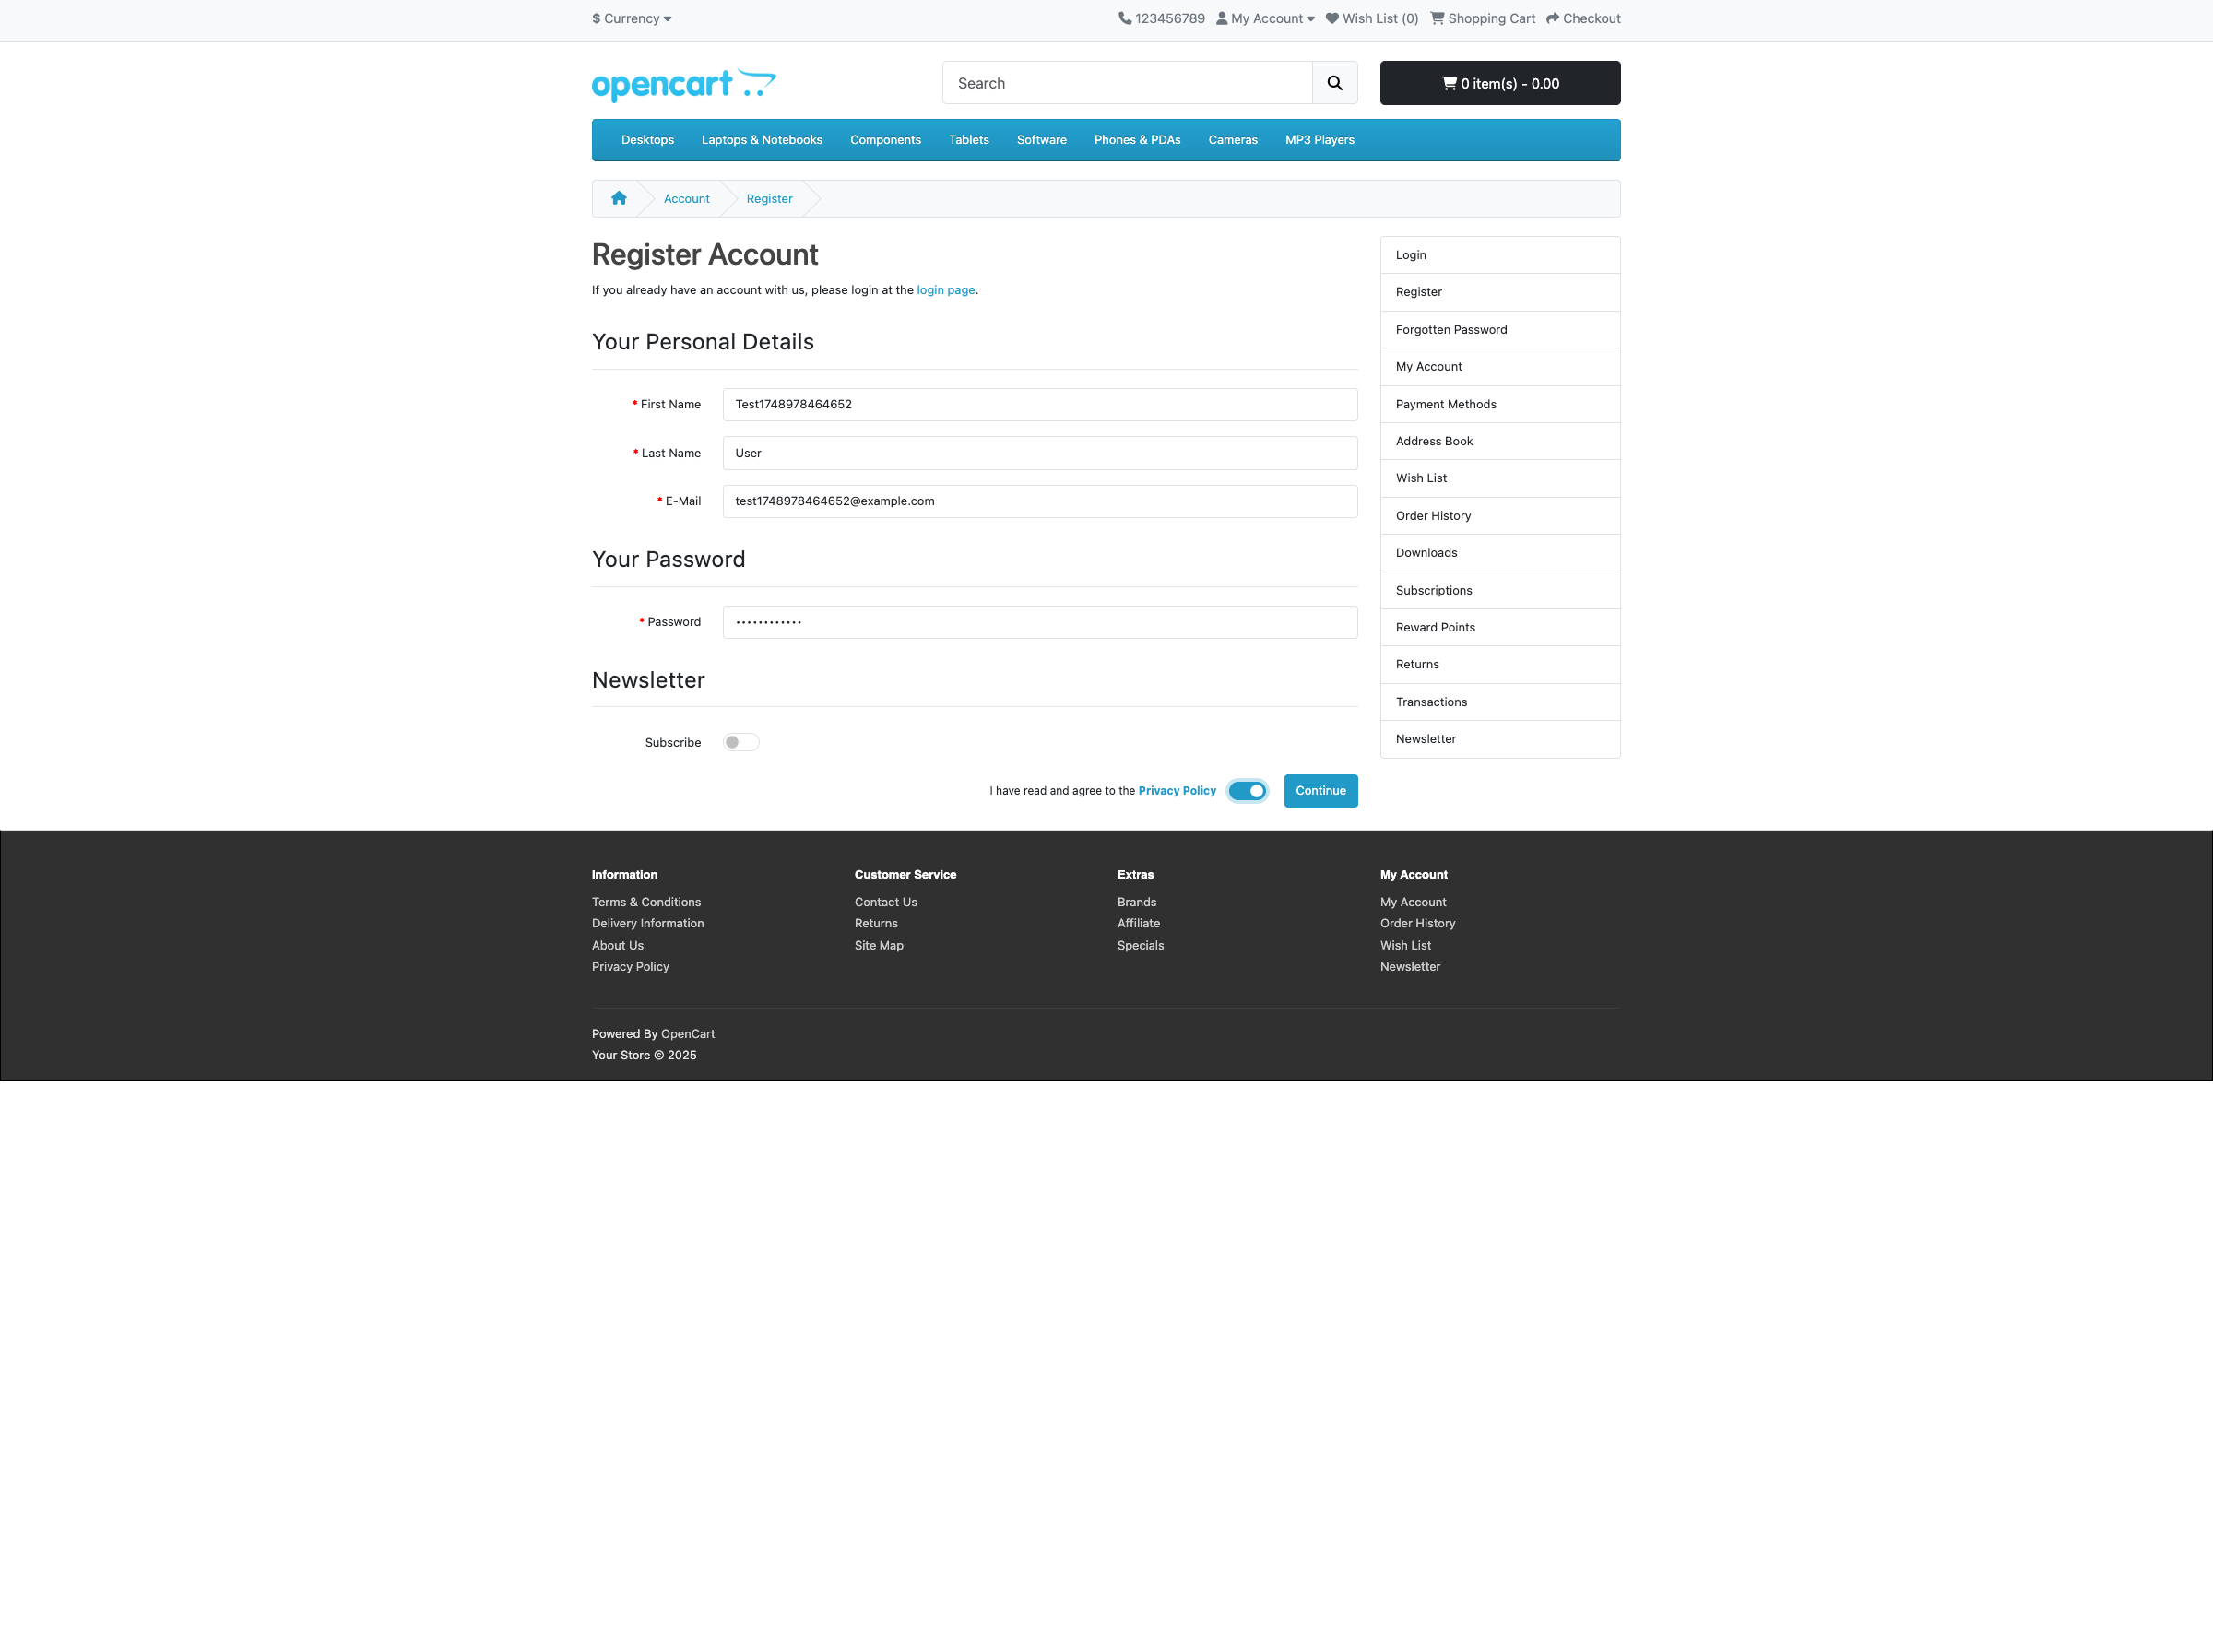 $ Currency
123456789 My Account Wish List (0) Shopping Cart Checkout
opencart
Search
0 item(s) - 0.00
Desktops Laptops & Notebooks Components Tablets Software Phones & PDAs Cameras MP3 Players
Account Register
Register Account
If you already have an account with us, please login at the login page.
Your Personal Details
* First Name Test1748978464652
* Last Name User
* E-Mail test1748978464652@example.com
Your Password
* Password ••••••••••••
Newsletter
Subscribe
I have read and agree to the Privacy Policy Continue
Login
Register
Forgotten Password
My Account
Payment Methods
Address Book
Wish List
Order History
Downloads
Subscriptions
Reward Points
Returns
Transactions
Newsletter
Information
Terms & Conditions
Delivery Information
About Us
Privacy Policy
Customer Service
Contact Us
Returns
Site Map
Extras
Brands
Affiliate
Specials
My Account
My Account
Order History
Wish List
Newsletter
Powered By OpenCart
Your Store © 2025